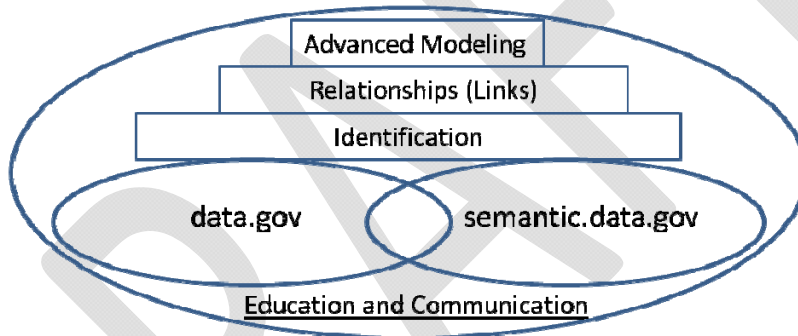 Advanced Modeling
Relationships (Links)
Identification
data.gov semantic.data.gov
Education and Communication